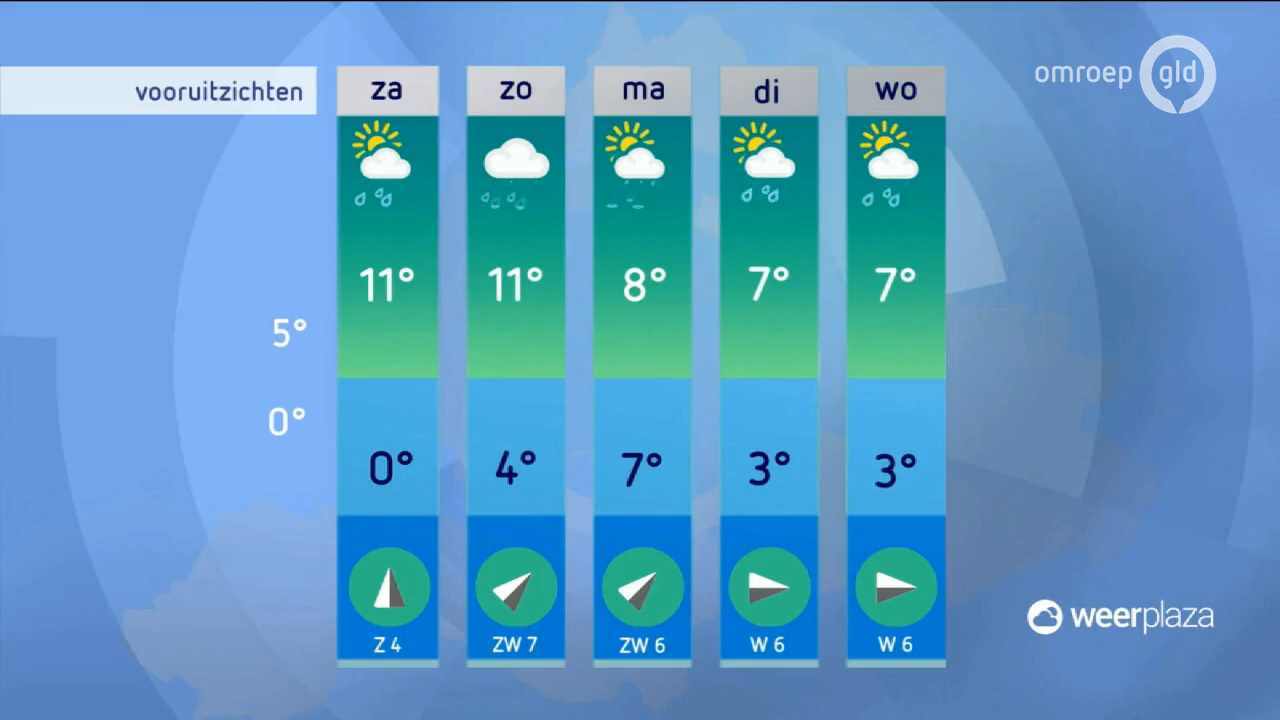 omroep gld
vooruitzichten za zo ma di wo
11° 11° 8° 7° 7°
5°
0°
0° 4° 7° 3° 3°
Z 4 ZW 7 ZW 6 W 6 W 6
weerplaza